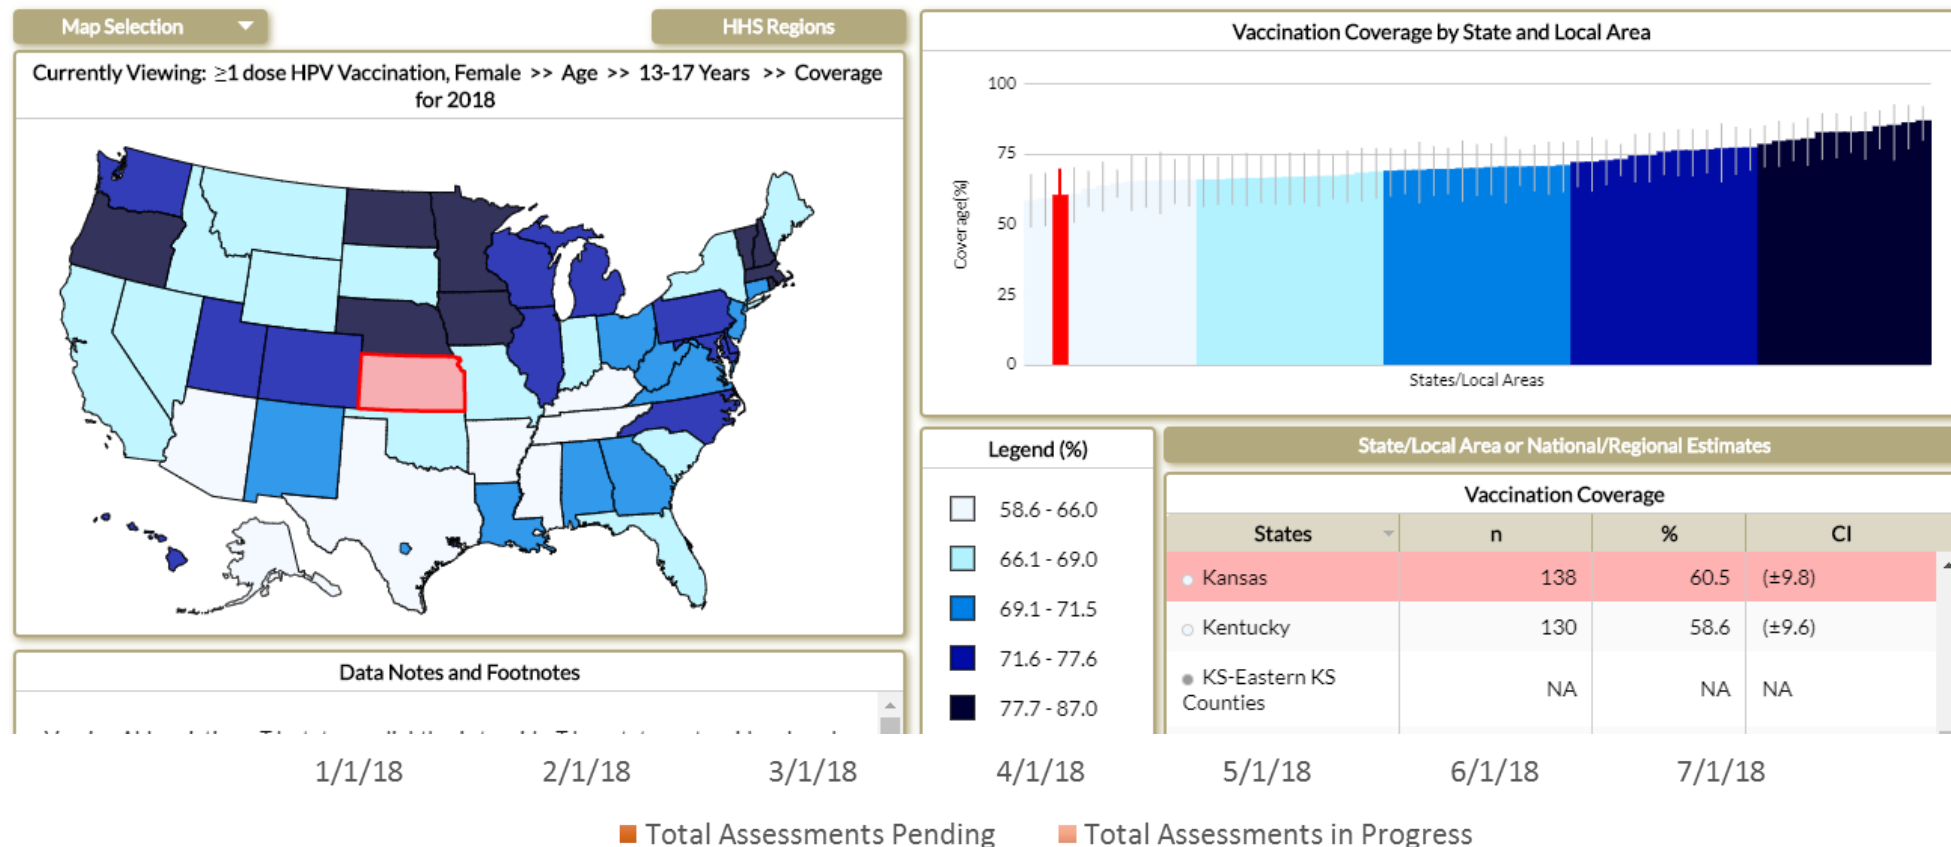 Map Selection
HHS Regions
Currently Viewing: ≥1 dose HPV Vaccination, Female >> Age >> 13-17 Years >> Coverage
for 2018
Vaccination Coverage by State and Local Area
100
75
50
25
0
Coverage(%)
States/Local Areas
Legend (%)
58.6 - 66.0
66.1 - 69.0
69.1 - 71.5
71.6 - 77.6
77.7 - 87.0
State/Local Area or National/Regional Estimates
Vaccination Coverage
States n % CI
Kansas 138 60.5 (±9.8)
Kentucky 130 58.6 (±9.6)
KS-Eastern KS
Counties NA NA NA
Data Notes and Footnotes
1/1/18 2/1/18 3/1/18 4/1/18 5/1/18 6/1/18 7/1/18
Total Assessments Pending Total Assessments in Progress